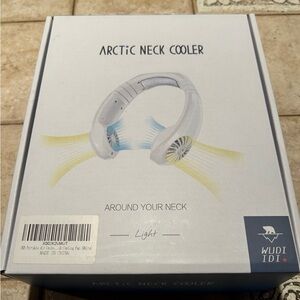 ARCTIC NECK COOLER
AROUND YOUR NECK
Light
WUDI
IDI